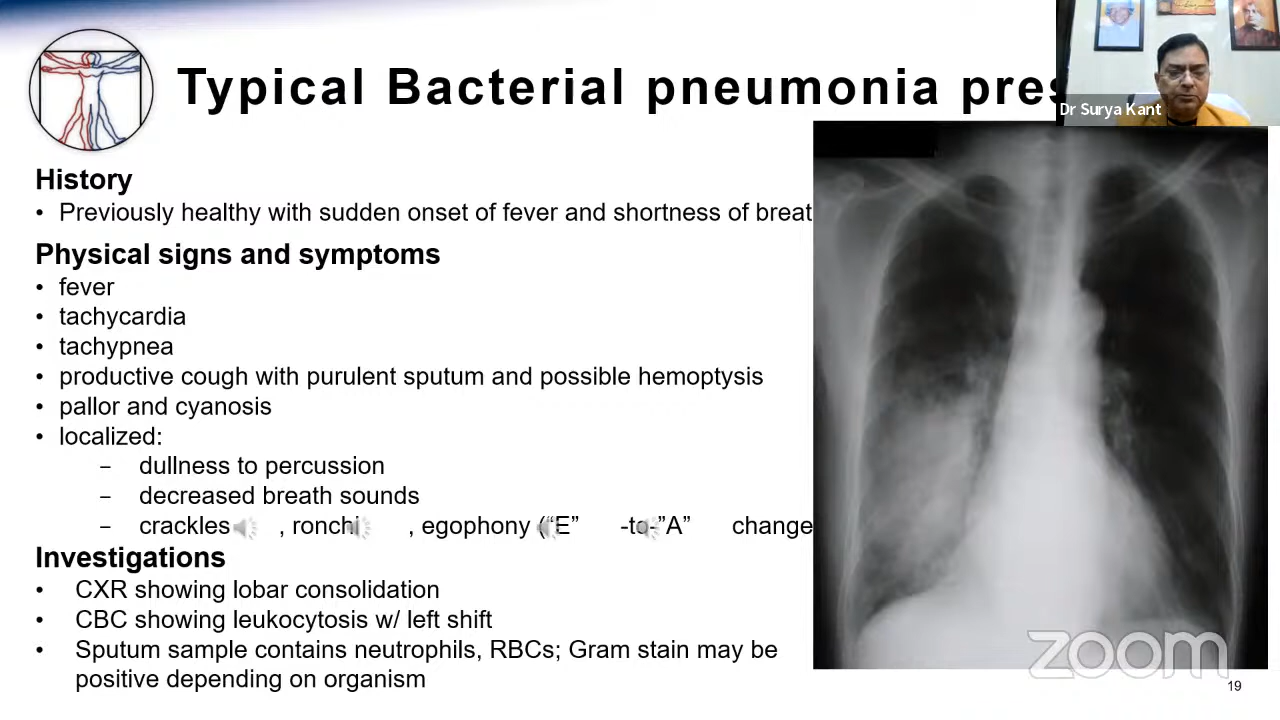 Typical Bacterial pneumonia pres
Dr Surya Kant
History
• Previously healthy with sudden onset of fever and shortness of breat
Physical signs and symptoms
• fever
• tachycardia
• tachypnea
• productive cough with purulent sputum and possible hemoptysis
• pallor and cyanosis
• localized:
– dullness to percussion
– decreased breath sounds
– crackles , ronchi , egophony (“E” -to-”A” change
Investigations
• CXR showing lobar consolidation
• CBC showing leukocytosis w/ left shift
• Sputum sample contains neutrophils, RBCs; Gram stain may be
positive depending on organism
zoom
19